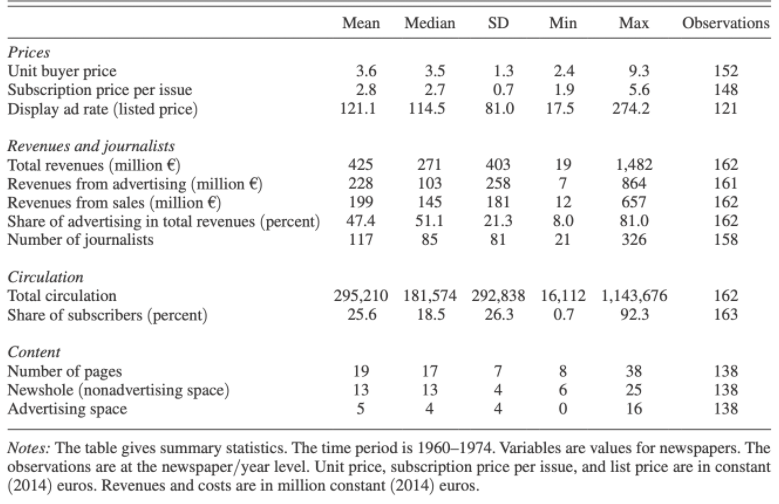 Mean Median SD Min Max Observations
Prices
Unit buyer price 3.6 3.5 1.3 2.4 9.3 152
Subscription price per issue 2.8 2.7 0.7 1.9 5.6 148
Display ad rate (listed price) 121.1 114.5 81.0 17.5 274.2 121
Revenues and journalists
Total revenues (million €) 425 271 403 19 1,482 162
Revenues from advertising (million €) 228 103 258 7 864 161
Revenues from sales (million €) 199 145 181 12 657 162
Share of advertising in total revenues (percent) 47.4 51.1 21.3 8.0 81.0 162
Number of journalists 117 85 81 21 326 158
Circulation
Total circulation 295,210 181,574 292,838 16,112 1,143,676 162
Share of subscribers (percent) 25.6 18.5 26.3 0.7 92.3 163
Content
Number of pages 19 17 7 8 38 138
Newshole (nonadvertising space) 13 13 4 6 25 138
Advertising space 5 4 4 0 16 138
Notes: The table gives summary statistics. The time period is 1960–1974. Variables are values for newspapers. The
observations are at the newspaper/year level. Unit price, subscription price per issue, and list price are in constant
(2014) euros. Revenues and costs are in million constant (2014) euros.